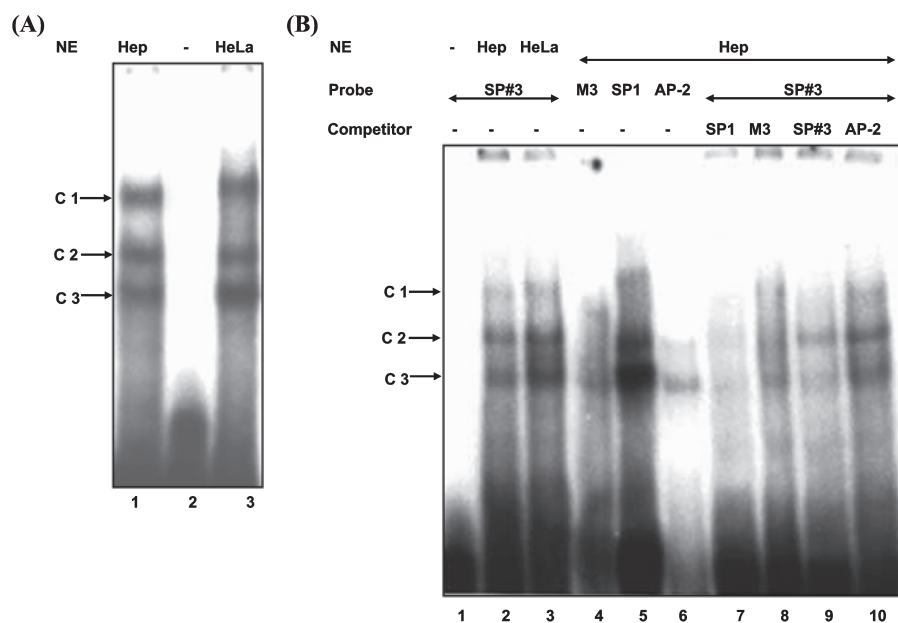 (A)
NE Hep - HeLa
C 1
C 2
C 3
1 2 3
(B)
NE - Hep HeLa Hep
Probe SP#3 M3 SP1 AP-2 SP#3
Competitor - - - - - - SP1 M3 SP#3 AP-2
C 1
C 2
C 3
1 2 3 4 5 6 7 8 9 10